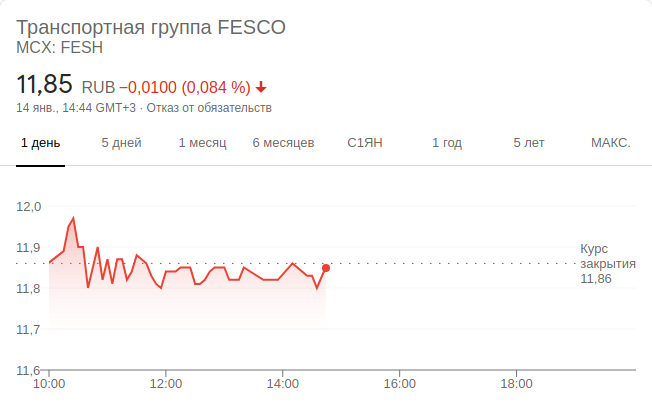 Транспортная группа FESCO
MCX: FESH
11,85 RUB −0,0100 (0,084 %)
14 янв., 14:44 GMT+3 · Отказ от обязательств
1 день 5 дней 1 месяц 6 месяцев С1ЯН 1 год 5 лет МАКС.
12,0
11,9
Курс
закрытия
11,86
11,8
11,7
11,6
10:00 12:00 14:00 16:00 18:00